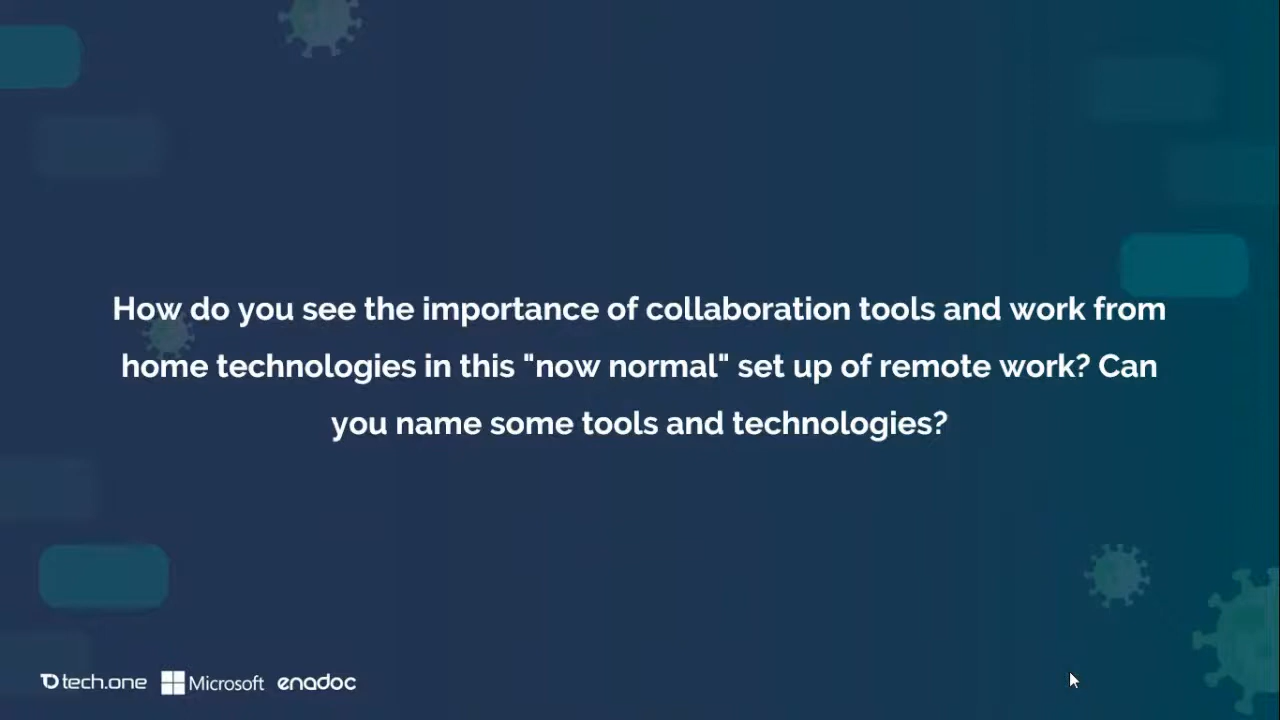 How do you see the importance of collaboration tools and work from
home technologies in this "now normal" set up of remote work? Can
you name some tools and technologies?
tech.one Microsoft enadoc